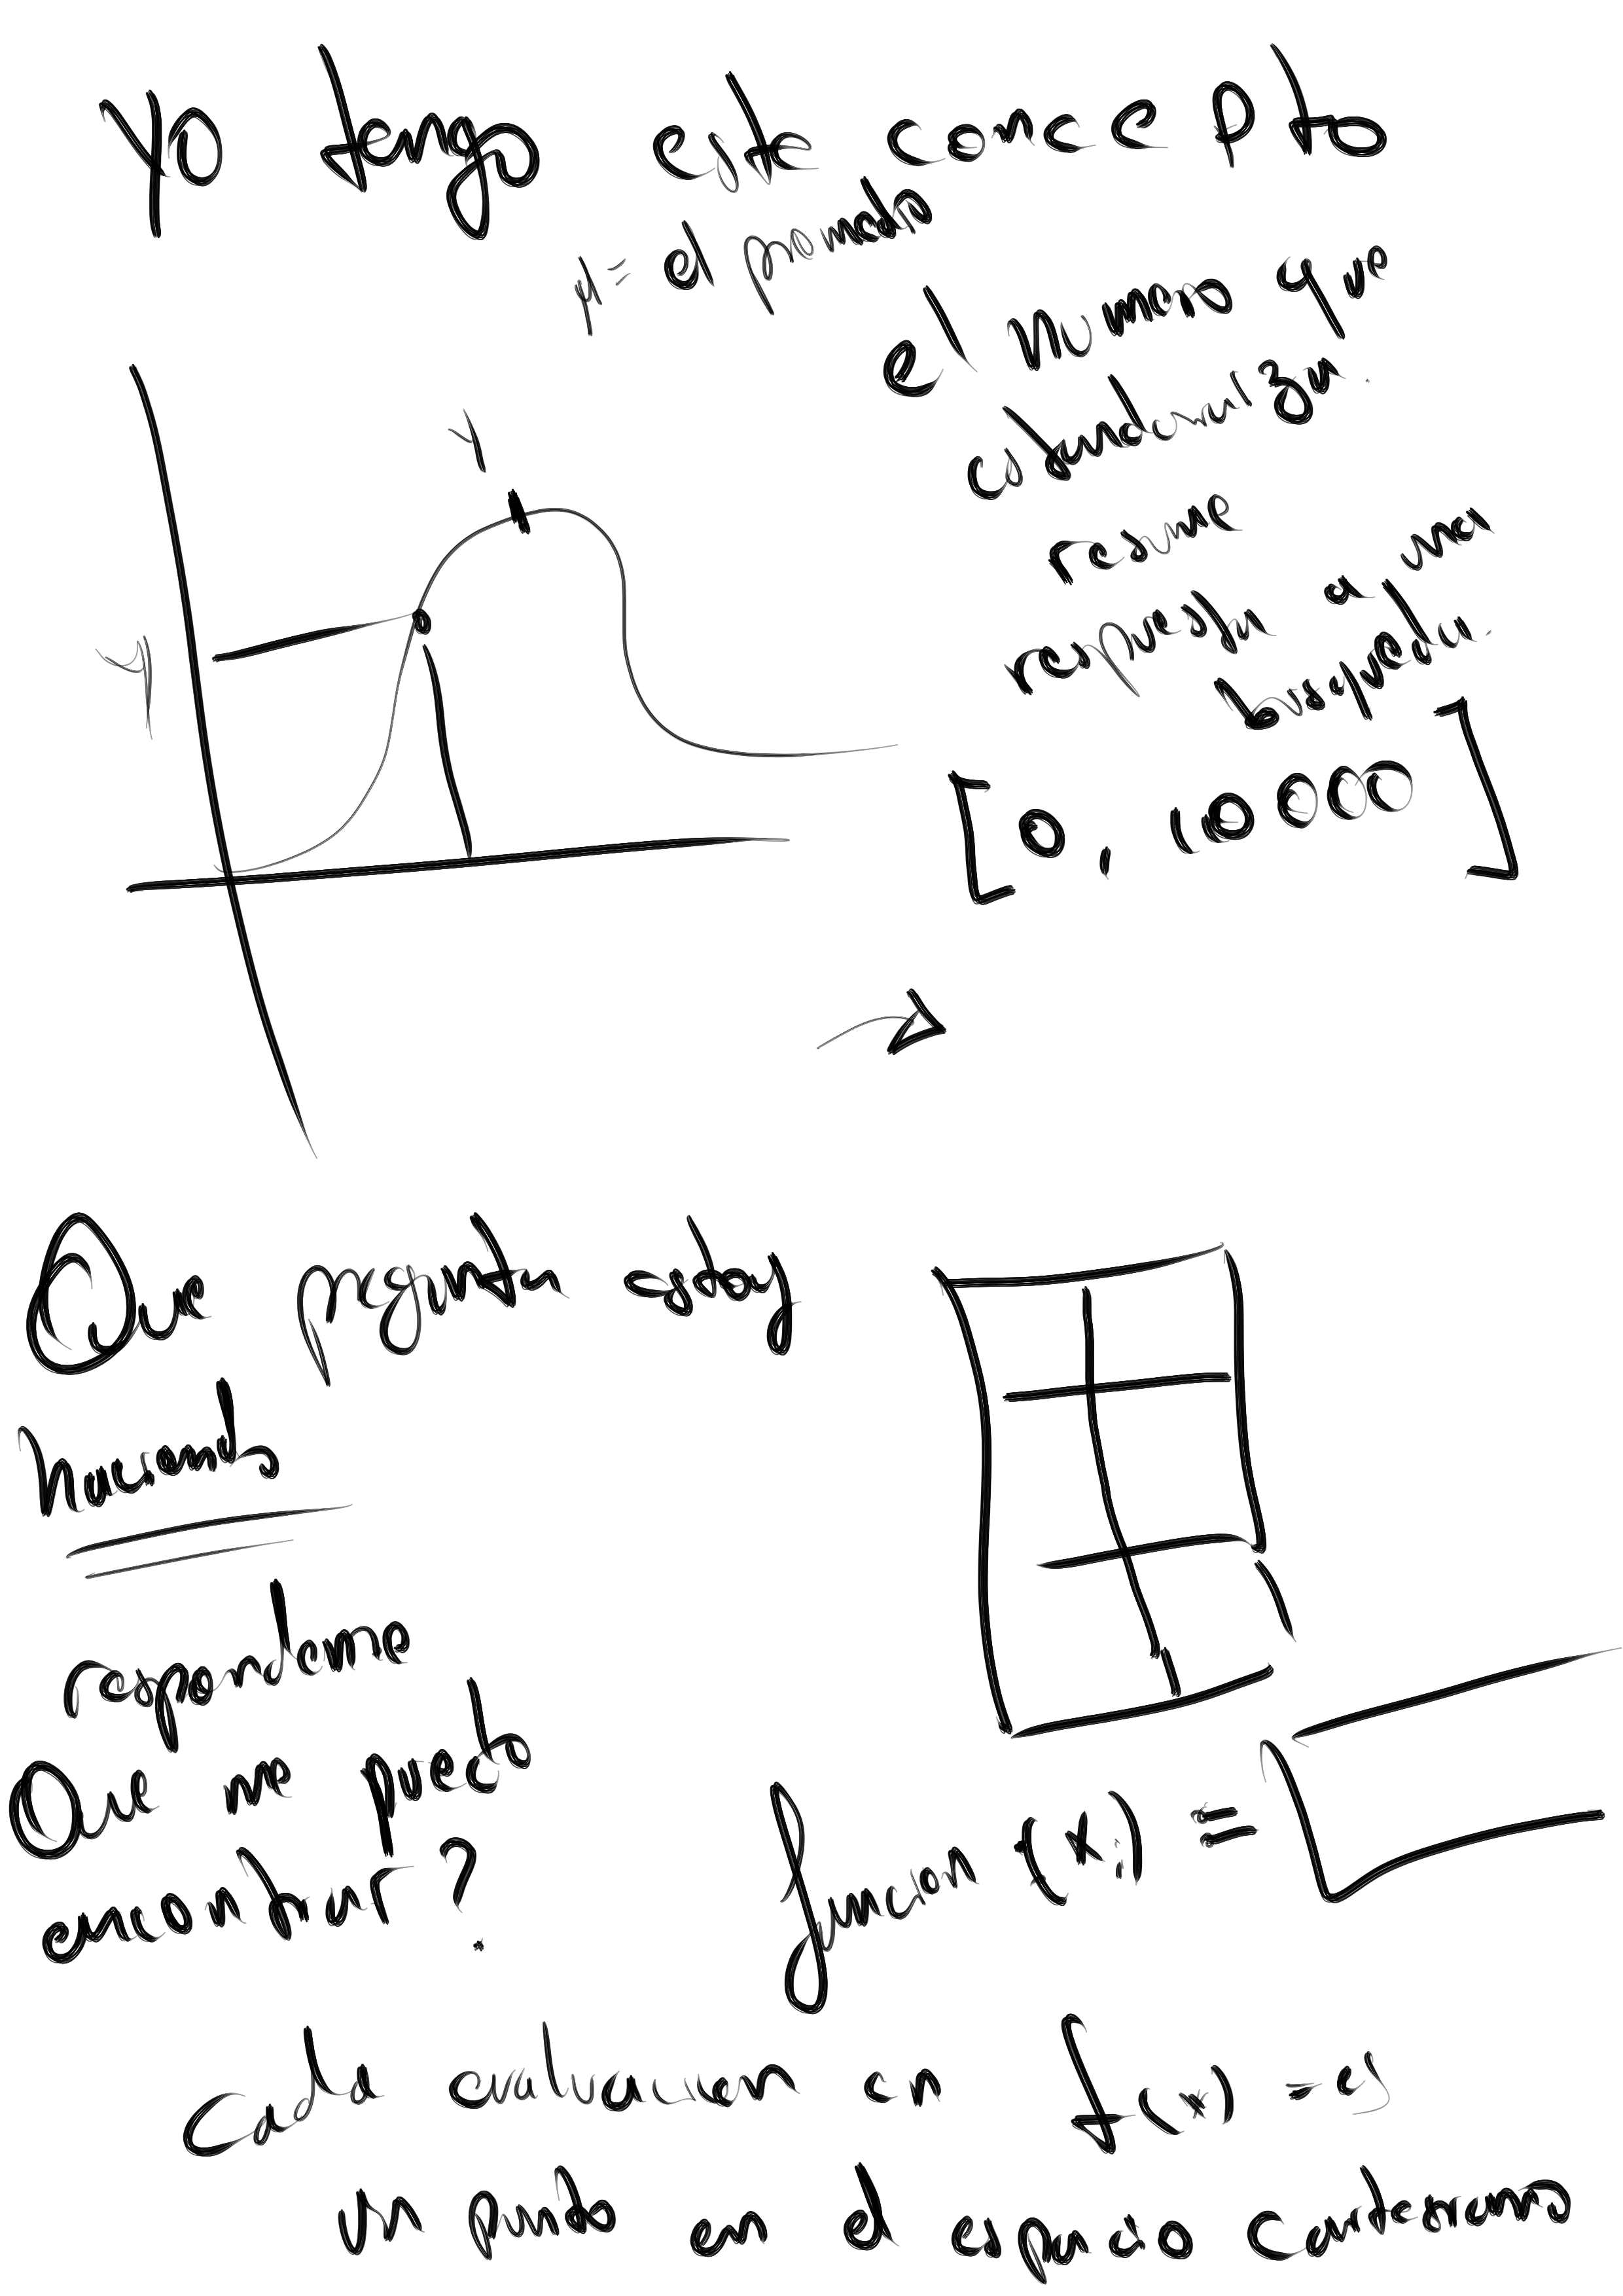 Yo tengo este concepto
μ = el promedio
el numero que
estandariza.
resume
respuesta a una
busqueda.
[0, 10000]
y
Que pregunta estoy
haciendo
respondeme
Que me puedo
encontrar?
funcion (x) =
Cada evaluacion en f(x) - es
un punto en el espacio cartesiano